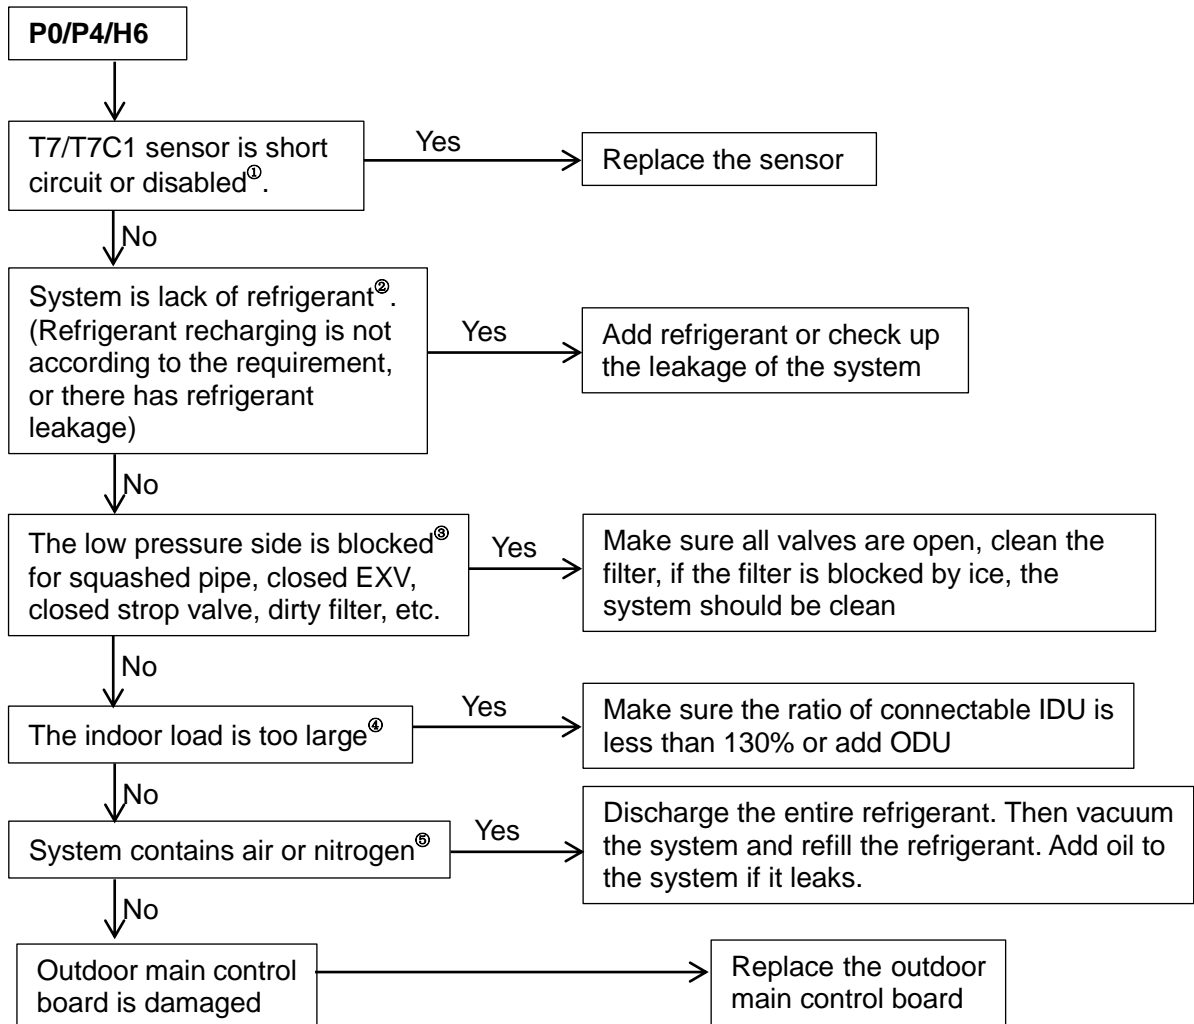 P0/P4/H6
T7/T7C1 sensor is short
circuit or disabled①.
Yes
Replace the sensor
No
System is lack of refrigerant②.
(Refrigerant recharging is not
according to the requirement,
or there has refrigerant
leakage)
Yes
Add refrigerant or check up
the leakage of the system
No
The low pressure side is blocked③
for squashed pipe, closed EXV,
closed strop valve, dirty filter, etc.
Yes
Make sure all valves are open, clean the
filter, if the filter is blocked by ice, the
system should be clean
No
The indoor load is too large④
Yes
Make sure the ratio of connectable IDU is
less than 130% or add ODU
No
System contains air or nitrogen⑤
Yes
Discharge the entire refrigerant. Then vacuum
the system and refill the refrigerant. Add oil to
the system if it leaks.
No
Outdoor main control
board is damaged
Replace the outdoor
main control board